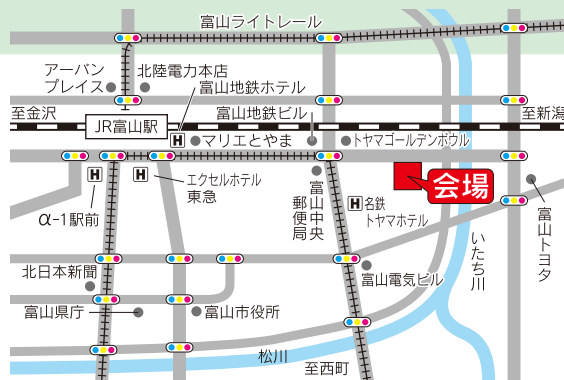 富山ライトレール
アーバン
プレイス
北陸電力本店
富山地鉄ホテル
至金沢
富山地鉄ビル
至新潟
JR富山駅
H
マリエとやま
トヤマゴールデンボウル
H
H
エクセルホテル
東急
会場
α-1駅前
富山中央
郵便局
H
名鉄
トヤマホテル
富山トヨタ
いたち川
北日本新聞
富山電気ビル
富山県庁
富山市役所
松川
至西町